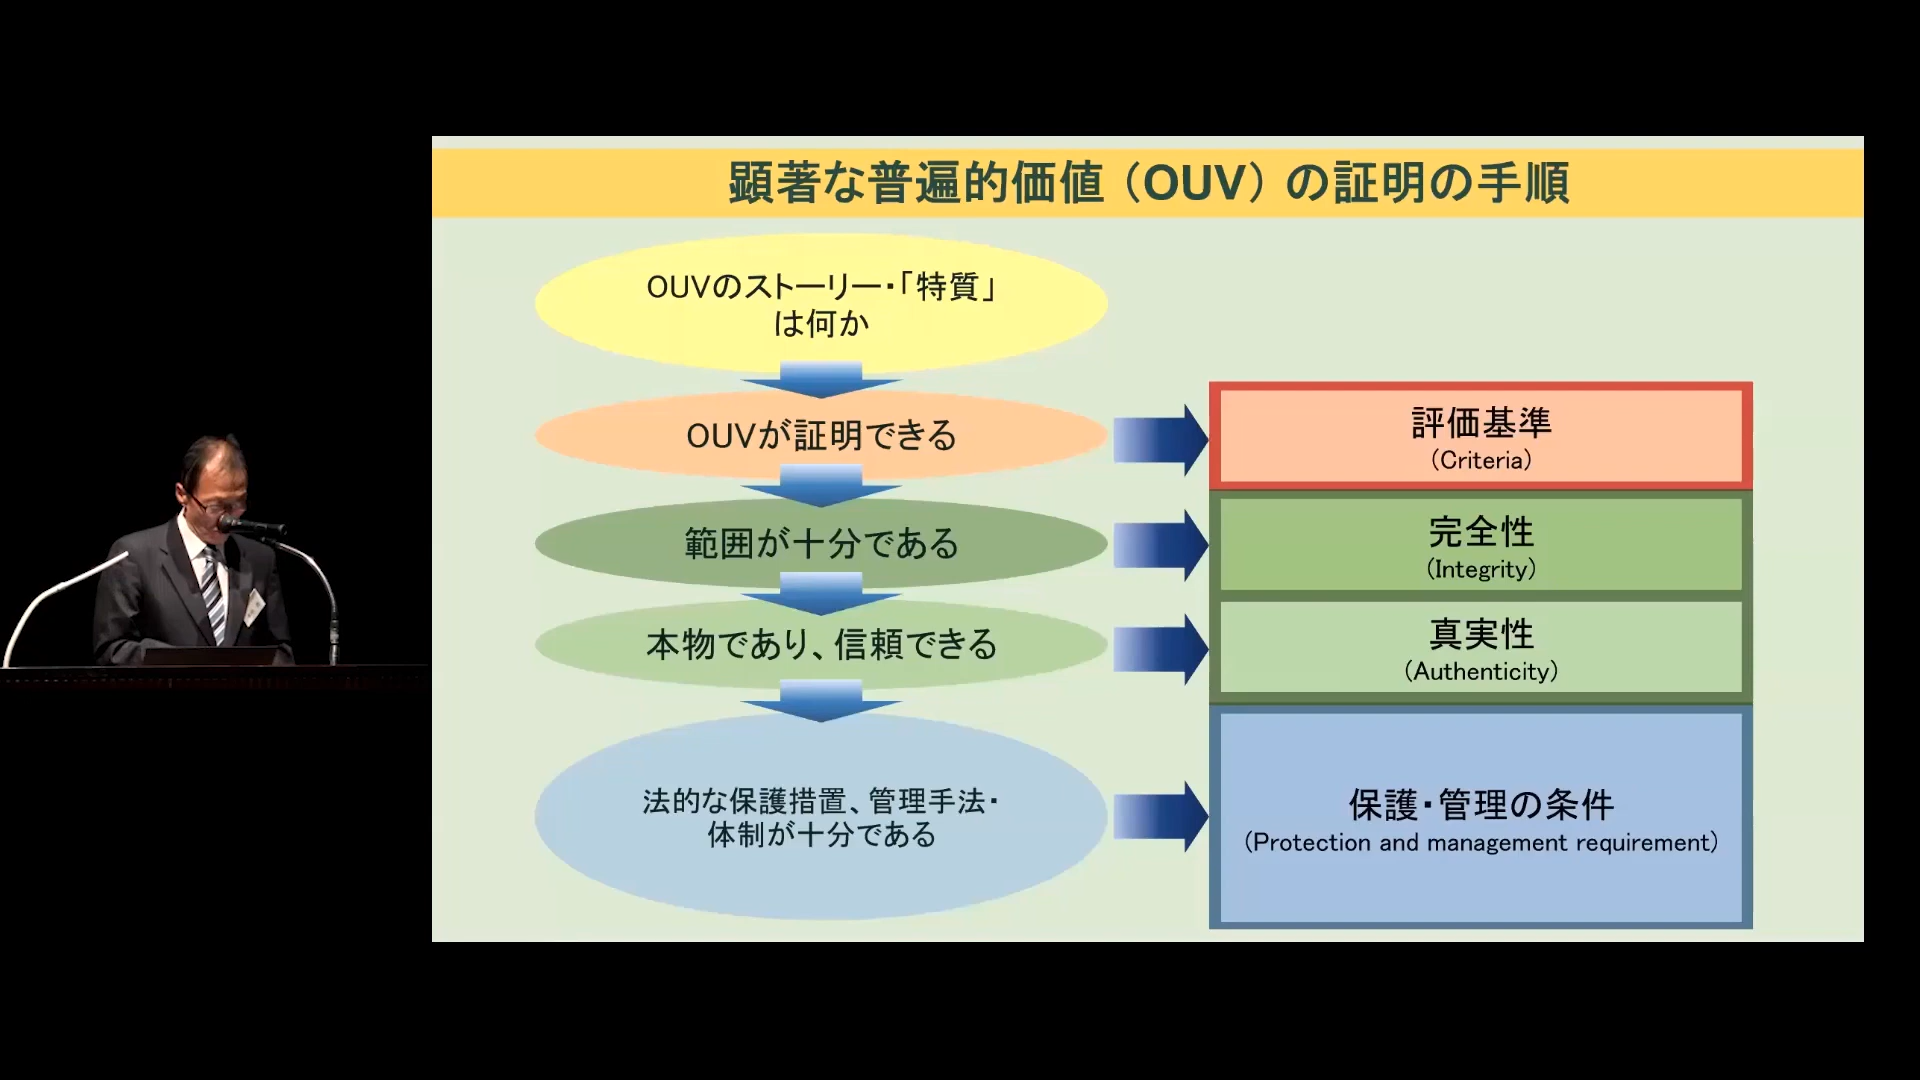 顕著な普遍的価値（OUV）の証明の手順
OUVのストーリー・「特質」
は何か
OUVが証明できる
評価基準
（Criteria）
範囲が十分である
完全性
（Integrity）
本物であり、信頼できる
真実性
（Authenticity）
法的な保護措置、管理手法・
体制が十分である
保護・管理の条件
（Protection and management requirement）